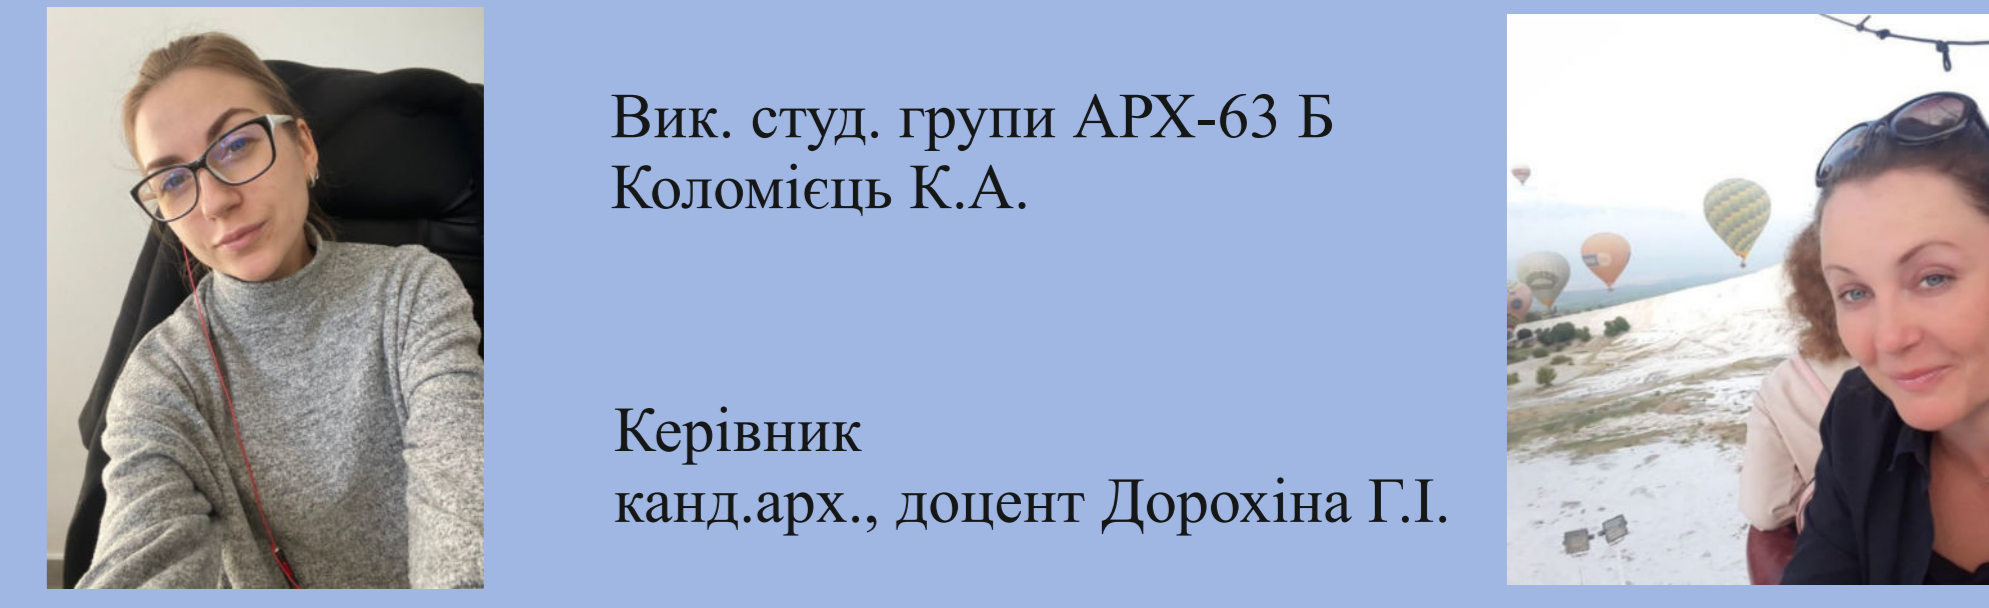 Вик. студ. групи АРХ-63 Б
Коломієць К.А.
Керівник
канд.арх., доцент Дорохіна Г.І.